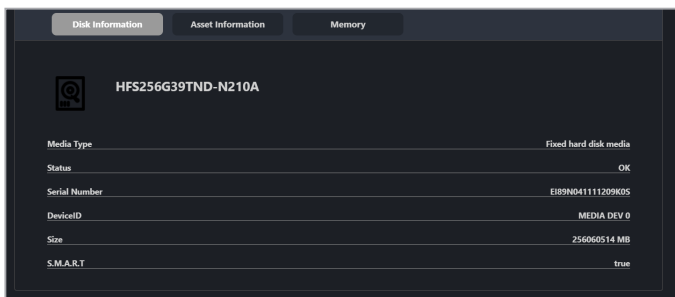 Disk Information Asset Information Memory
HFS256G39TND-N210A
Media Type Fixed hard disk media
Status OK
Serial Number EI89N041111209K0S
DeviceID MEDIA DEV 0
Size 256060514 MB
S.M.A.R.T true